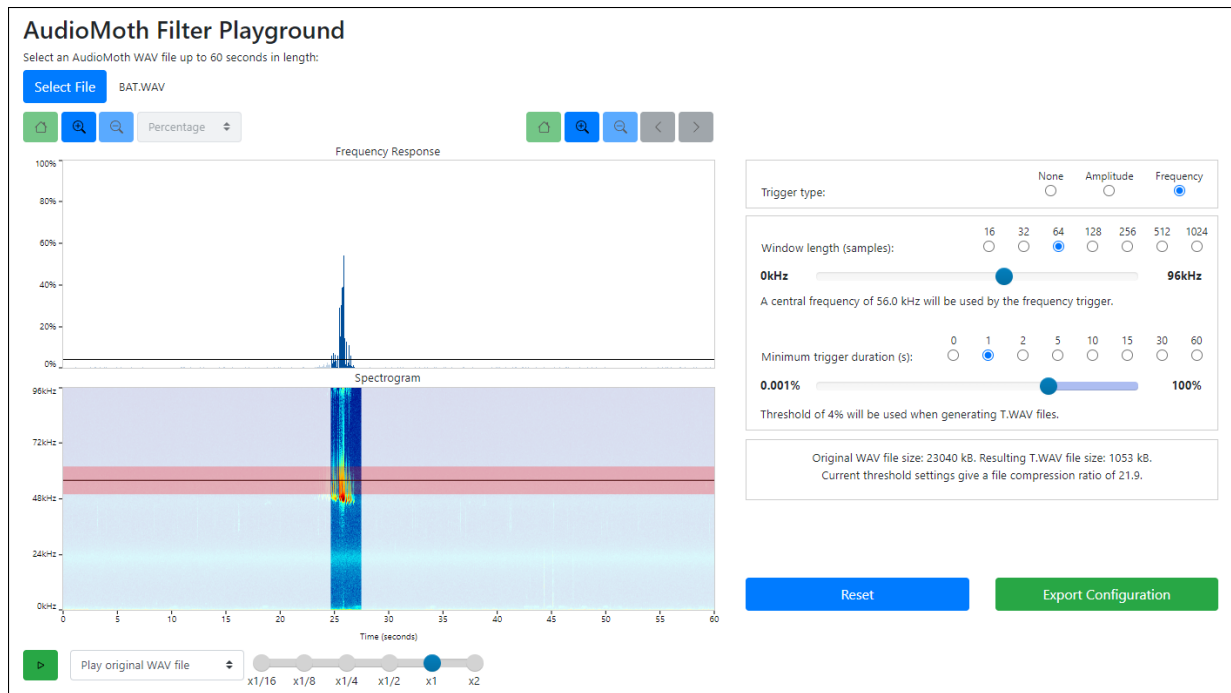 AudioMoth Filter Playground
Select an AudioMoth WAV file up to 60 seconds in length:
Select File BAT.WAV
Percentage
Frequency Response
100%
80%
60%
40%
20%
0%
Spectrogram
96kHz
72kHz
48kHz
24kHz
0kHz
0 5 10 15 20 25 30 35 40 45 50 55 60
Time (seconds)
Play original WAV file
x1/16 x1/8 x1/4 x1/2 x1 x2
None Amplitude Frequency
Trigger type:
16 32 64 128 256 512 1024
Window length (samples):
0kHz 96kHz
A central frequency of 56.0 kHz will be used by the frequency trigger.
0 1 2 5 10 15 30 60
Minimum trigger duration (s):
0.001% 100%
Threshold of 4% will be used when generating T.WAV files.
Original WAV file size: 23040 kB. Resulting T.WAV file size: 1053 kB.
Current threshold settings give a file compression ratio of 21.9.
Reset Export Configuration